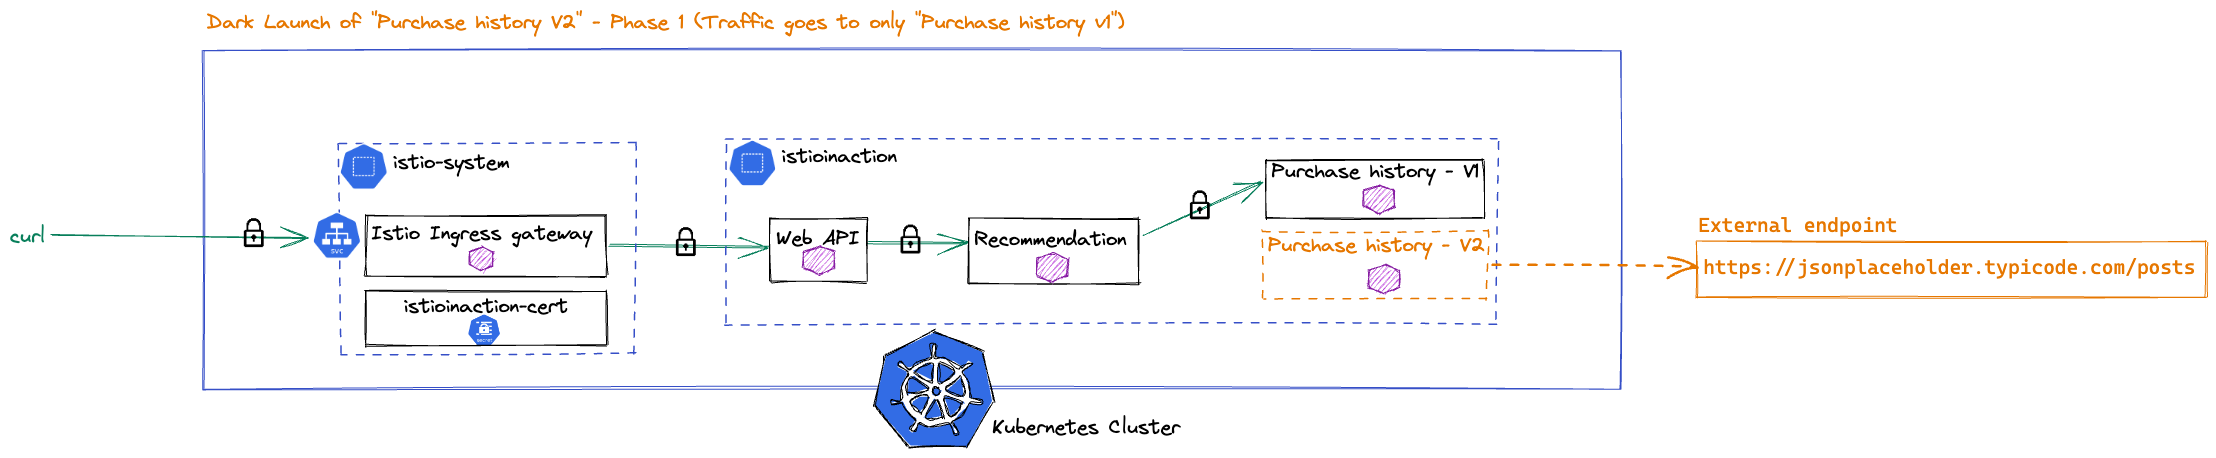 Dark Launch of "Purchase history V2" - Phase 1 (Traffic goes to only "Purchase history v1")
istio-system
istioinaction
Purchase history - V1
curl
svc
Istio Ingress gateway
Web API
Recommendation
Purchase history - V2
External endpoint
https://jsonplaceholder.typicode.com/posts
istioinaction-cert
secret
Kubernetes Cluster